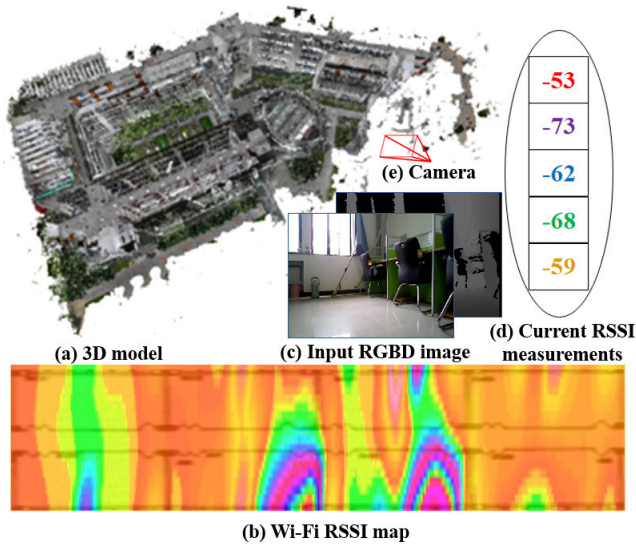 -53
-73
-62
-68
-59
(e) Camera
(d) Current RSSI
measurements
(a) 3D model
(c) Input RGBD image
(b) Wi-Fi RSSI map